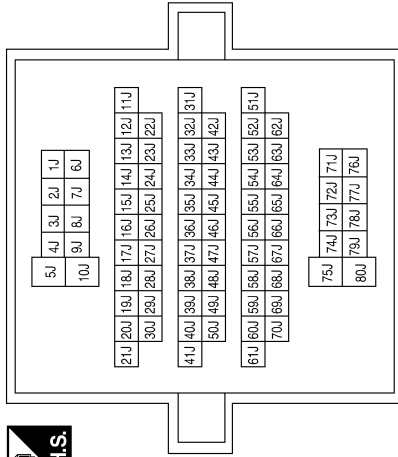 5J 4J 3J 2J 1J
10J 9J 8J 7J 6J
21J 20J 19J 18J 17J 16J 15J 14J 13J 12J 11J
30J 29J 28J 27J 26J 25J 24J 23J 22J
41J 40J 39J 38J 37J 36J 35J 34J 33J 32J 31J
50J 49J 48J 47J 46J 45J 44J 43J 42J
61J 60J 59J 58J 57J 56J 55J 54J 53J 52J 51J
70J 69J 68J 67J 66J 65J 64J 63J 62J
75J 74J 73J 72J 71J
80J 79J 78J 77J 76J
H.S.